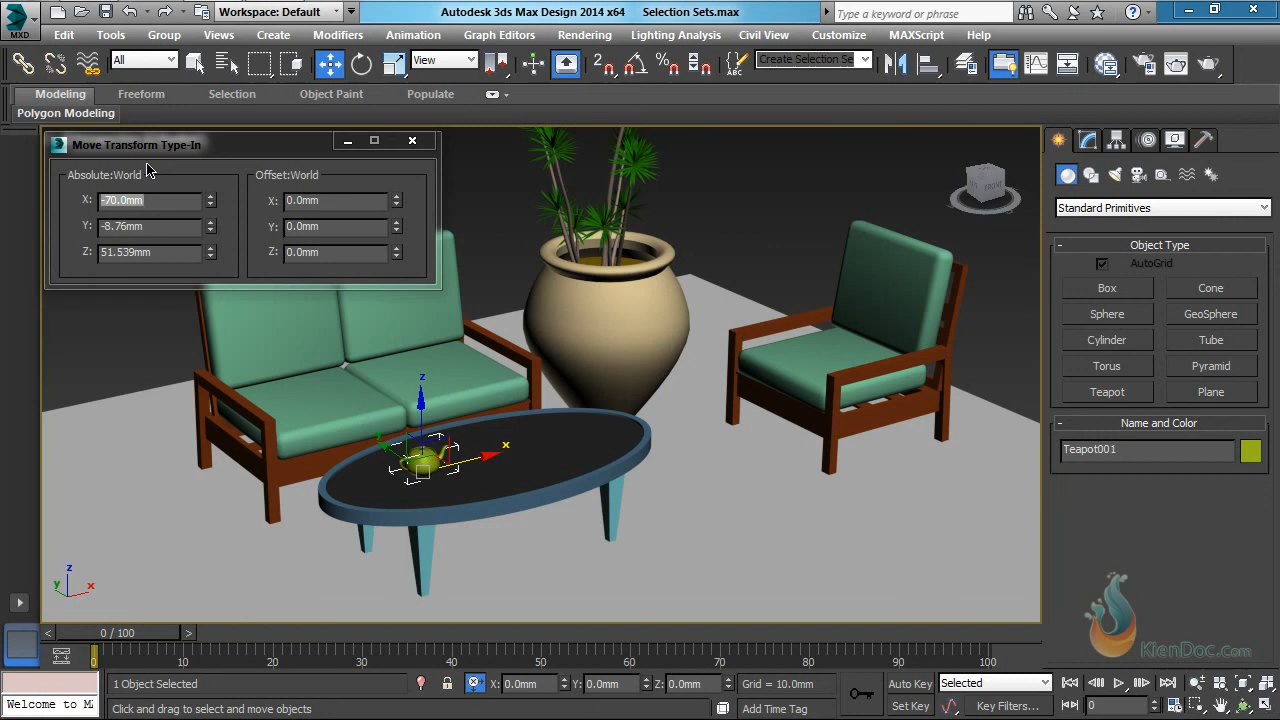 MXD
Workspace: Default
Autodesk 3ds Max Design 2014 x64 Selection Sets.max
Type a keyword or phrase
Edit Tools Group Views Create Modifiers Animation Graph Editors Rendering Lighting Analysis Civil View Customize MAXScript Help
All View Create Selection Se
Modeling Freeform Selection Object Paint Populate
Polygon Modeling
Move Transform Type-In
Absolute:World Offset:World
X: -70.0mm X: 0.0mm
Y: -8.76mm Y: 0.0mm
Z: 51.539mm Z: 0.0mm
FRONT
Standard Primitives
Object Type
AutoGrid
Box Cone
Sphere GeoSphere
Cylinder Tube
Torus Pyramid
Teapot Plane
Name and Color
Teapot001
z
x
z
y
x
KienDoc.Com
< 0 / 100 >
0 10 20 30 40 50 60 70 80 90 100
1 Object Selected X: 0.0mm Y: 0.0mm Z: 0.0mm Grid = 10.0mm Auto Key Selected
Welcome to M
Click and drag to select and move objects Add Time Tag Set Key Key Filters... 0